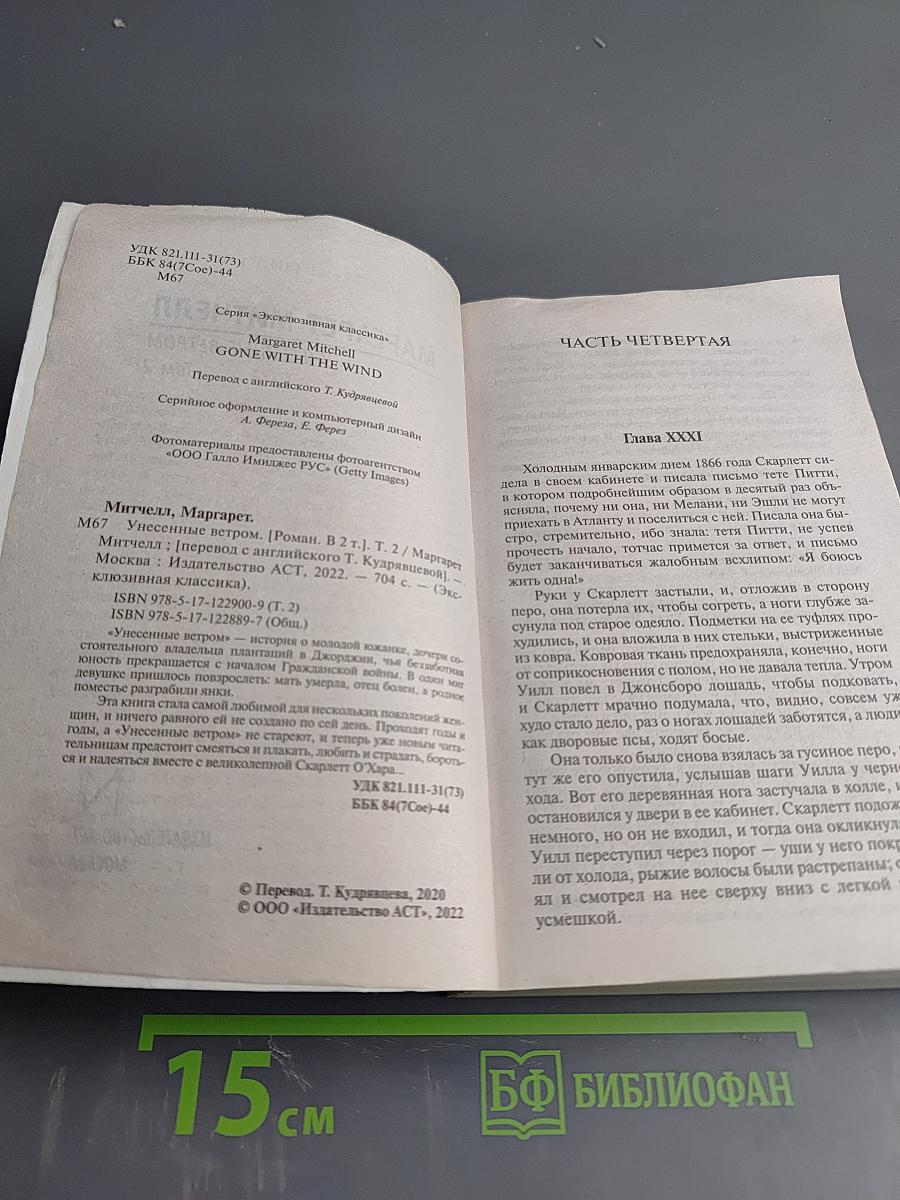 УДК 821.111-31(73)
ББК 84(7Сое)-44
М67
Серия «Эксклюзивная классика»
Margaret Mitchell
GONE WITH THE WIND
Перевод с английского Т. Кудрявцевой
Серийное оформление и компьютерный дизайн
А. Фереза, Е. Ферез
Фотоматериалы предоставлены фотоагентством
«ООО Галло Имиджес РУС» (Getty Images)
Митчелл, Маргарет.
М67 Унесенные ветром. [Роман. В 2 т.]. Т. 2 / Маргарет
Митчелл ; [перевод с английского Т. Кудрявцевой]. —
Москва : Издательство АСТ, 2022. — 704 с. — (Экс-
клюзивная классика).
ISBN 978-5-17-122900-9 (Т. 2)
ISBN 978-5-17-122889-7 (Общ.)
«Унесенные ветром» — история о молодой южанке, дочери со-
стоятельного владельца плантаций в Джорджии, чья беззаботная
юность прекращается с началом Гражданской войны. В один миг
девушке пришлось повзрослеть: мать умерла, отец болен, а родное
поместье разграбили янки.
Эта книга стала самой любимой для нескольких поколений жен-
щин, и ничего равного ей не создано по сей день. Проходят годы и
годы, а «Унесенные ветром» не стареют, и теперь уже новым чита-
тельницам предстоит смеяться и плакать, любить и страдать, бороть-
ся и надеяться вместе с великолепной Скарлетт О'Хара...
УДК 821.111-31(73)
ББК 84(7Сое)-44
© Перевод. Т. Кудрявцева, 2020
© ООО «Издательство АСТ», 2022
ЧАСТЬ ЧЕТВЕРТАЯ
Глава XXXI
Холодным январским днем 1866 года Скарлетт си-
дела в своем кабинете и писала письмо тете Питти,
в котором подробнейшим образом в десятый раз объ-
ясняла, почему ни она, ни Мелани, ни Эшли не могут
приехать в Атланту и поселиться с ней. Писала она бы-
стро, стремительно, ибо знала: тетя Питти, не успев
прочесть начало, тотчас примется за ответ, и письмо
будет заканчиваться жалобным всхлипом: «Я боюсь
жить одна!»
Руки у Скарлетт застыли, и, отложив в сторону
перо, она потерла их, чтобы согреть, а ноги глубже за-
сунула под старое одеяло. Подметки на ее туфлях про-
худились, и она вложила в них стельки, выстриженные
из ковра. Ковровая ткань предохраняла, конечно, ноги
от соприкосновения с полом, но не давала тепла. Утром
Уилл повел в Джонсборо лошадь, чтобы подковать,
и Скарлетт мрачно подумала, что, видно, совсем уж
худо стало дело, раз о ногах лошадей заботятся, а люди
как дворовые псы, ходят босые.
Она только было снова взялась за гусиное перо,
тут же его опустила, услышав шаги Уилла у черн
хода. Вот его деревянная нога застучала в холле, и
остановился у двери в ее кабинет. Скарлетт подож
немного, но он не входил, и тогда она окликнул
Уилл переступил через порог — уши у него покр
ли от холода, рыжие волосы были растрепаны; с
ял и смотрел на нее сверху вниз с легкой
усмешкой.
15 см
БФ БИБЛИОФАН